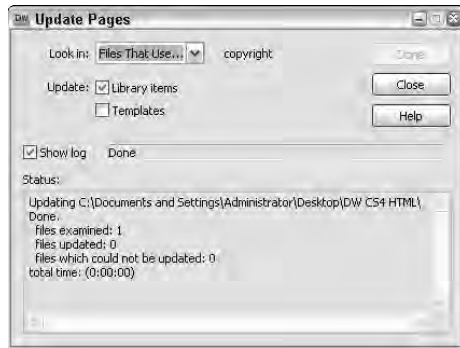 DW Update Pages
Look in: Files That Use... copyright Done
Update: Library items Close
Templates Help
Show log Done
Status:
Updating C:\Documents and Settings\Administrator\Desktop\DW CS4 HTML\
Done.
files examined: 1
files updated: 0
files which could not be updated: 0
total time: (0:00:00)